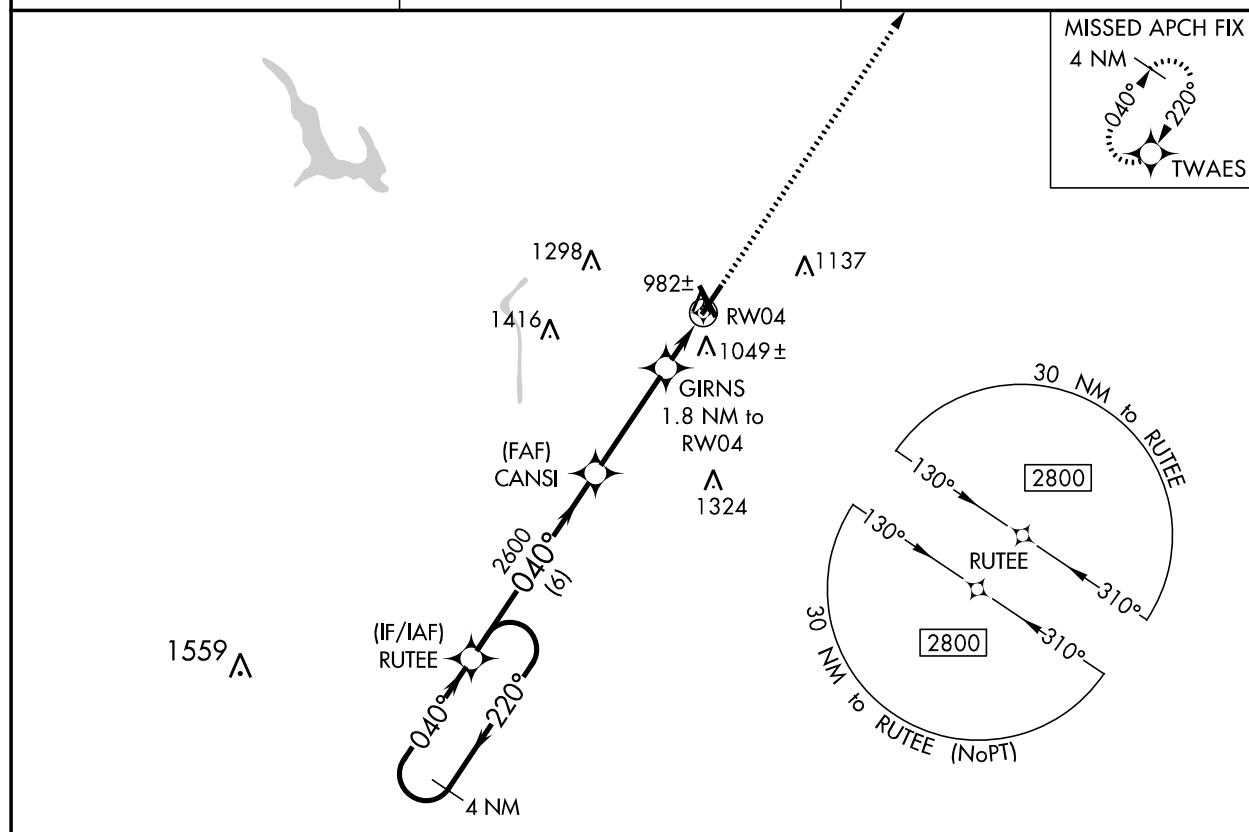 MISSED APCH FIX
4 NM
040°
220°
TWAES
1298
1137
982±
RW04
1416
1049±
GIRNS
1.8 NM to
RW04
30 NM to RUTEE
(FAF)
CANSI
130°
2800
1324
130°
RUTEE
2600
040°
(6)
310°
(IF/IAF)
RUTEE
2800
310°
1559
040°
220°
30 NM to RUTEE (NoPT)
4 NM